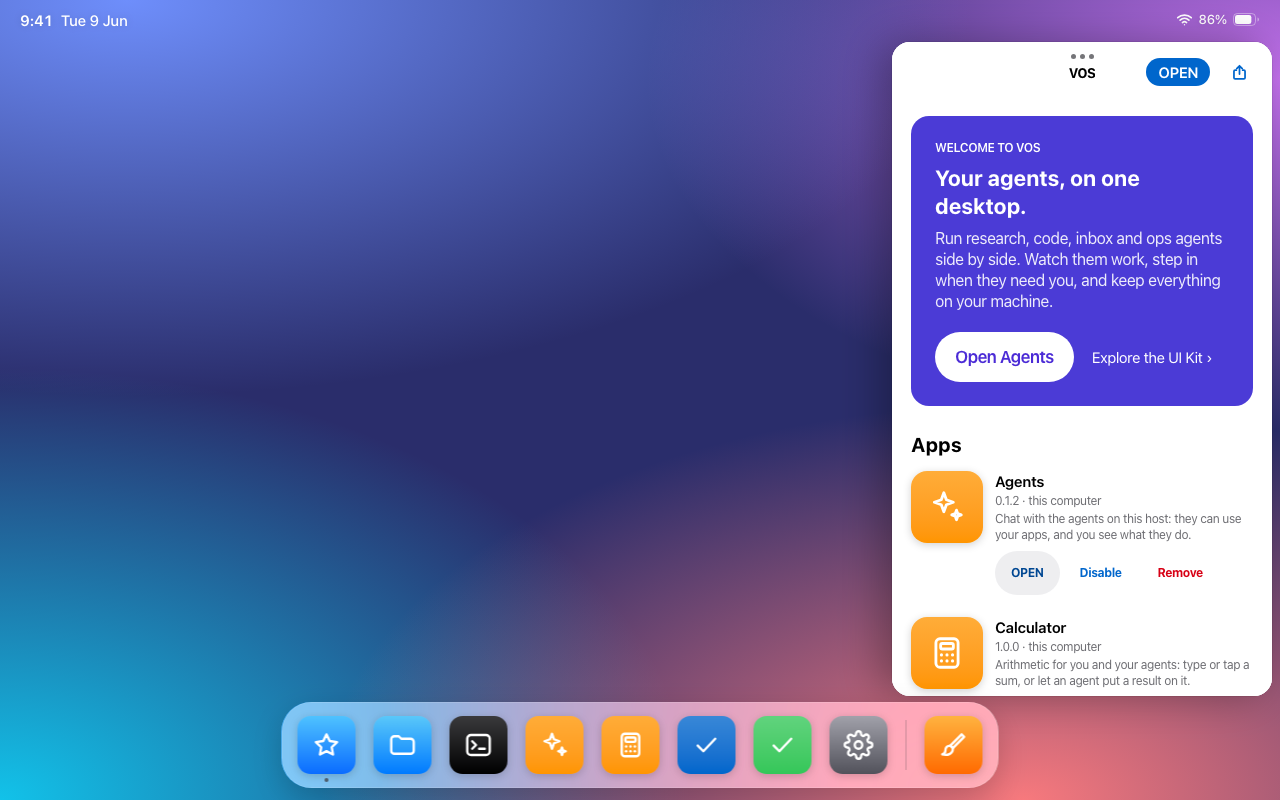 9:41 Tue 9 Jun
86%
VOS
OPEN
WELCOME TO VOS
Your agents, on one
desktop.
Run research, code, inbox and ops agents
side by side. Watch them work, step in
when they need you, and keep everything
on your machine.
Open Agents
Explore the UI Kit ›
Apps
Agents
0.1.2 · this computer
Chat with the agents on this host: they can use
your apps, and you see what they do.
OPEN Disable Remove
Calculator
1.0.0 · this computer
Arithmetic for you and your agents: type or tap a
sum, or let an agent put a result on it.